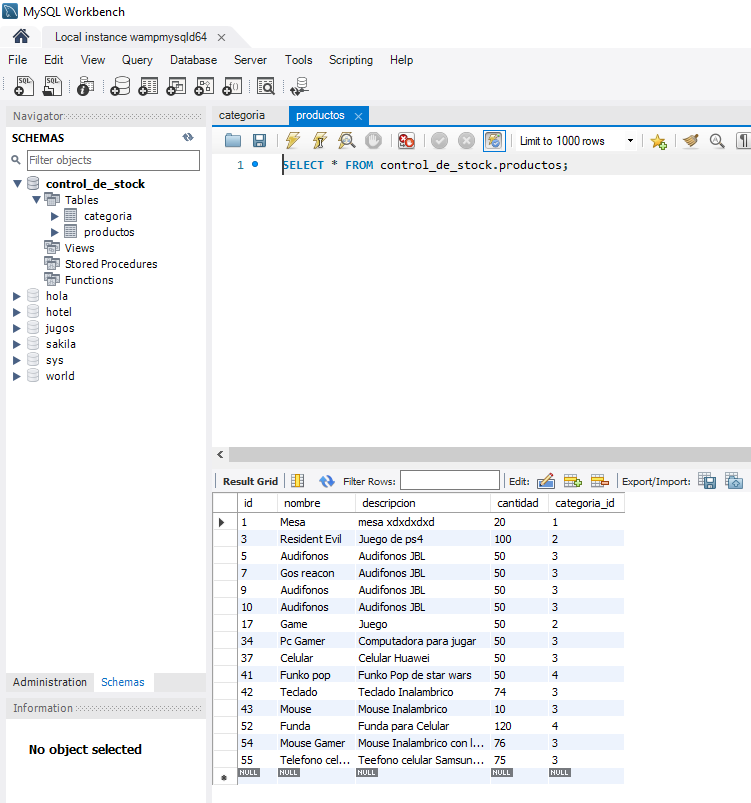 MySQL Workbench
Local instance wampmysqld64
File Edit View Query Database Server Tools Scripting Help
Navigator
SCHEMAS
Filter objects
control_de_stock
Tables
categoria
productos
Views
Stored Procedures
Functions
hola
hotel
jugos
sakila
sys
world
Administration Schemas
Information
No object selected
categoria productos
Limit to 1000 rows
1 SELECT * FROM control_de_stock.productos;
Result Grid Filter Rows: Edit: Export/Import:
id nombre descripcion cantidad categoria_id
1 Mesa mesa xdxdxdxd 20 1
3 Resident Evil Juego de ps4 100 2
5 Audifonos Audifonos JBL 50 3
7 Gos reacon Audifonos JBL 50 3
9 Audifonos Audifonos JBL 50 3
10 Audifonos Audifonos JBL 50 3
17 Game Juego 50 2
34 Pc Gamer Computadora para jugar 50 3
37 Celular Celular Huawei 50 3
41 Funko pop Funko Pop de star wars 50 4
42 Teclado Teclado Inalambrico 74 3
43 Mouse Mouse Inalambrico 10 3
52 Funda Funda para Celular 120 4
54 Mouse Gamer Mouse Inalambrico con l... 76 3
55 Telefono cel... Teefono celular Samsun... 75 3
NULL NULL NULL NULL NULL